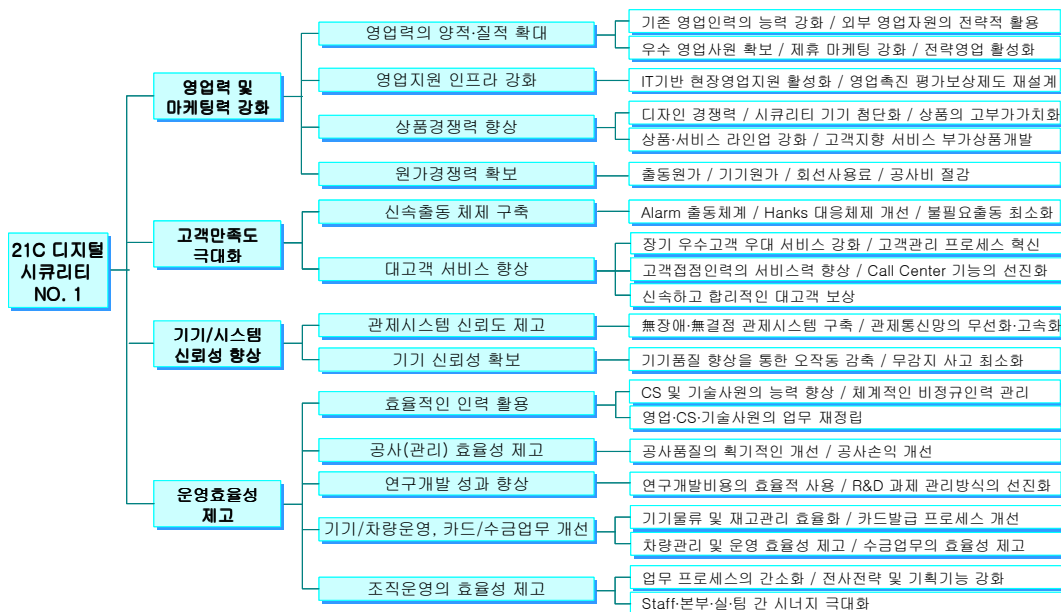 21C 디지털
시큐리티
NO. 1
영업력 및
마케팅력 강화
영업력의 양적·질적 확대
기존 영업인력의 능력 강화 / 외부 영업자원의 전략적 활용
우수 영업사원 확보 / 제휴 마케팅 강화 / 전략영업 활성화
영업지원 인프라 강화
IT기반 현장영업지원 활성화 / 영업촉진 평가보상제도 재설계
상품경쟁력 향상
디자인 경쟁력 / 시큐리티 기기 첨단화 / 상품의 고부가가치화
상품·서비스 라인업 강화 / 고객지향 서비스 부가상품개발
원가경쟁력 확보
출동원가 / 기기원가 / 회선사용료 / 공사비 절감
고객만족도
극대화
신속출동 체제 구축
Alarm 출동체계 / Hanks 대응체제 개선 / 불필요출동 최소화
대고객 서비스 향상
장기 우수고객 우대 서비스 강화 / 고객관리 프로세스 혁신
고객접점인력의 서비스력 향상 / Call Center 기능의 선진화
신속하고 합리적인 대고객 보상
기기/시스템
신뢰성 향상
관제시스템 신뢰도 제고
無장애·無결점 관제시스템 구축 / 관제통신망의 무선화·고속화
기기 신뢰성 확보
기기품질 향상을 통한 오작동 감축 / 무감지 사고 최소화
운영효율성
제고
효율적인 인력 활용
CS 및 기술사원의 능력 향상 / 체계적인 비정규인력 관리
영업·CS·기술사원의 업무 재정립
공사(관리) 효율성 제고
공사품질의 획기적인 개선 / 공사손익 개선
연구개발 성과 향상
연구개발비용의 효율적 사용 / R&D 과제 관리방식의 선진화
기기/차량운영, 카드/수금업무 개선
기기물류 및 재고관리 효율화 / 카드발급 프로세스 개선
차량관리 및 운영 효율성 제고 / 수금업무의 효율성 제고
조직운영의 효율성 제고
업무 프로세스의 간소화 / 전사전략 및 기획기능 강화
Staff·본부·실·팀 간 시너지 극대화